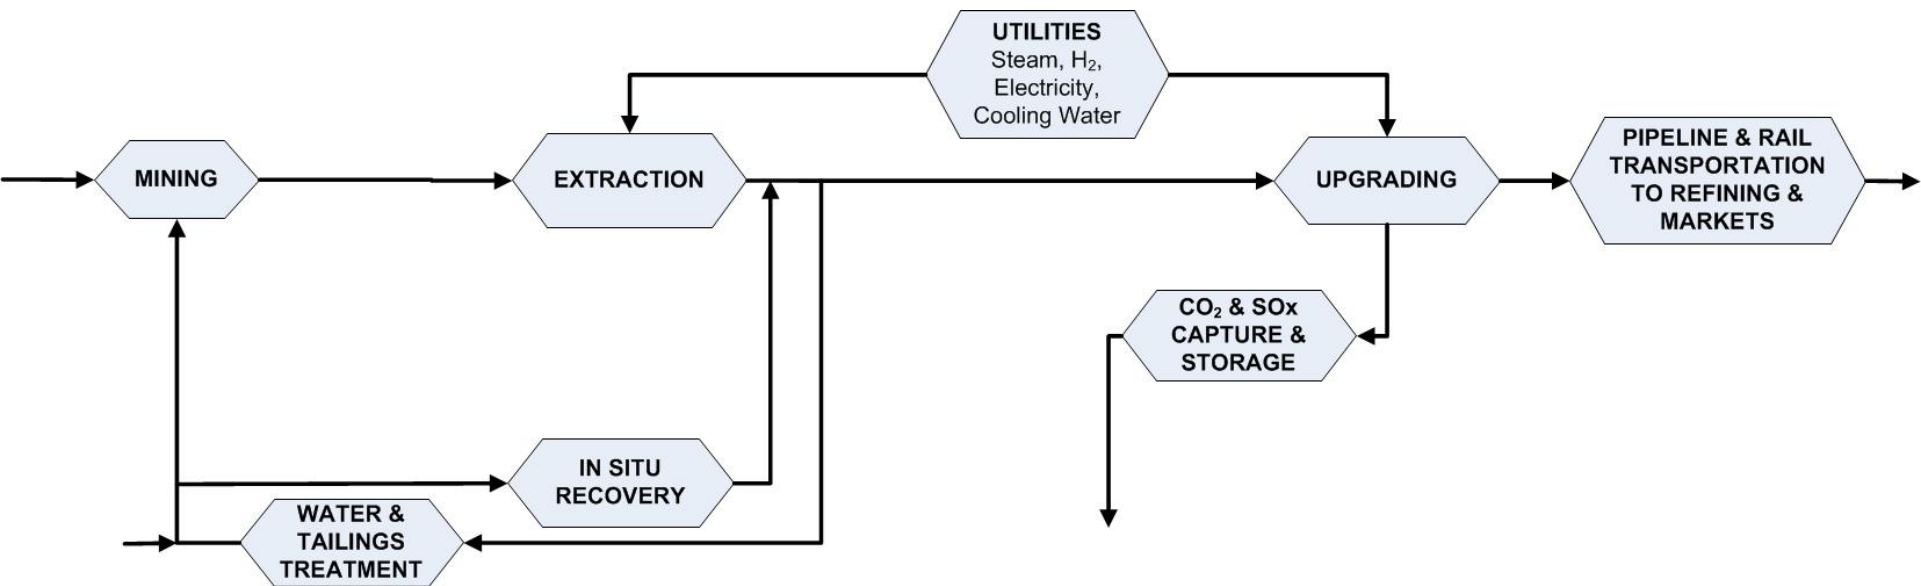 UTILITIES
Steam, H₂,
Electricity,
Cooling Water
MINING
EXTRACTION
UPGRADING
PIPELINE & RAIL
TRANSPORTATION
TO REFINING &
MARKETS
CO₂ & SOx
CAPTURE &
STORAGE
IN SITU
RECOVERY
WATER &
TAILINGS
TREATMENT